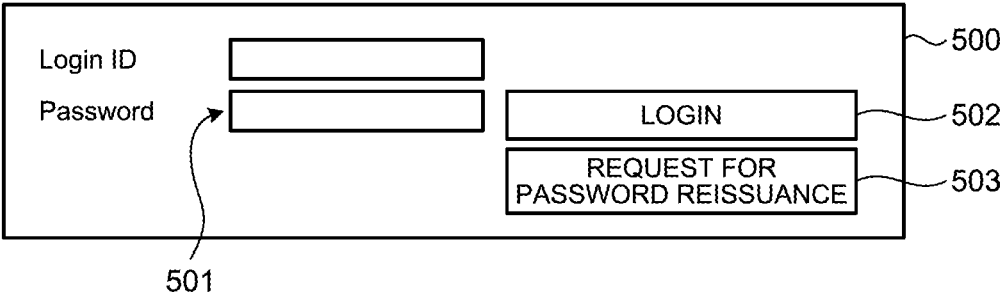 500
Login ID
Password
LOGIN
502
REQUEST FOR
PASSWORD REISSUANCE
503
501